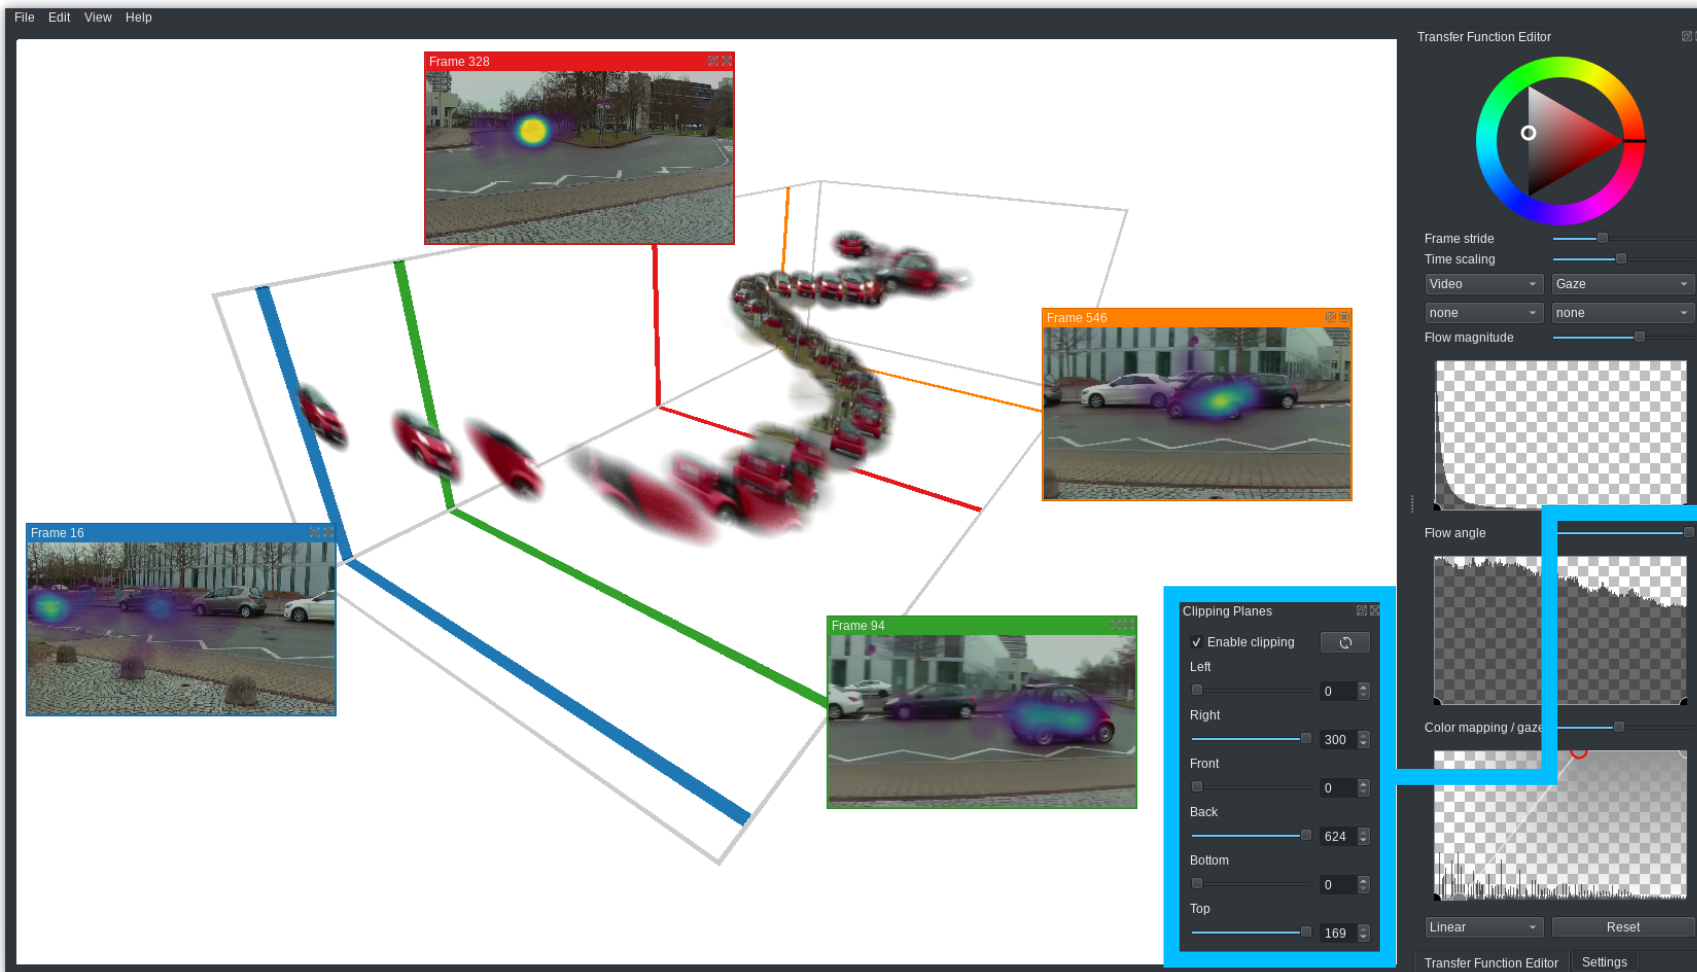 File Edit View Help
Transfer Function Editor
Frame 328
Frame stride
Time scaling
Video Gaze
none none
Flow magnitude
Frame 546
Frame 16
Flow angle
Frame 94
Clipping Planes
Enable clipping
Left
0
Right
300
Front
0
Back
624
Bottom
0
Top
169
Color mapping / gaze
Linear Reset
Transfer Function Editor Settings